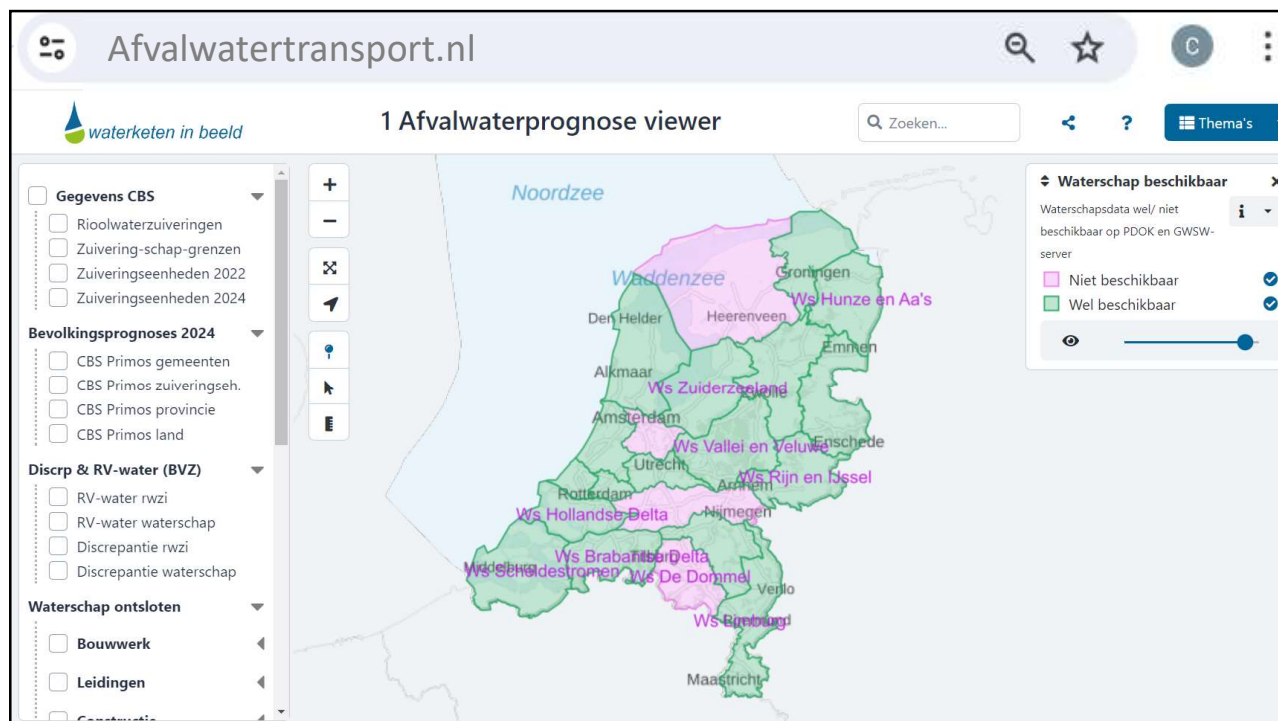 Afvalwatertransport.nl
C
waterketen in beeld
1 Afvalwaterprognose viewer
Zoeken...
?
Thema's
Gegevens CBS
Rioolwaterzuiveringen
Zuivering-schap-grenzen
Zuiveringseenheden 2022
Zuiveringseenheden 2024
Bevolkingsprognoses 2024
CBS Primos gemeenten
CBS Primos zuiveringseh.
CBS Primos provincie
CBS Primos land
Discrp & RV-water (BVZ)
RV-water rwzi
RV-water waterschap
Discrepantie rwzi
Discrepantie waterschap
Waterschap ontsloten
Bouwwerk
Leidingen
Constructie
Noordzee
Waddenzee
Groningen
Ws Hunze en Aa's
Den Helder
Heerenveen
Emmen
Alkmaar
Ws Zuiderzeeland
Zwolle
Amsterdam
Ws Vallei en Veluwe
Enschede
Utrecht
Arnhem
Ws Rijn en IJssel
Rotterdam
Nijmegen
Ws Hollandse Delta
Ws Brabantse Delta
Tilburg
Middelburg
Ws Scheldestromen
Ws De Dommel
Venlo
Ws Limburg
Roermond
Maastricht
Waterschap beschikbaar
Waterschapsdata wel/ niet
beschikbaar op PDOK en GWSW-
server
Niet beschikbaar
Wel beschikbaar